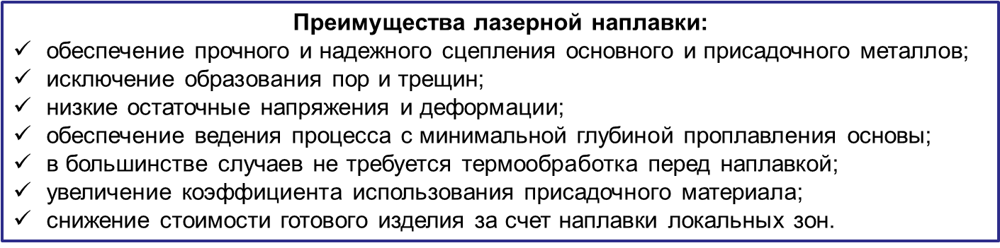 Преимущества лазерной наплавки:
✓ обеспечение прочного и надежного сцепления основного и присадочного металлов;
✓ исключение образования пор и трещин;
✓ низкие остаточные напряжения и деформации;
✓ обеспечение ведения процесса с минимальной глубиной проплавления основы;
✓ в большинстве случаев не требуется термообработка перед наплавкой;
✓ увеличение коэффициента использования присадочного материала;
✓ снижение стоимости готового изделия за счет наплавки локальных зон.